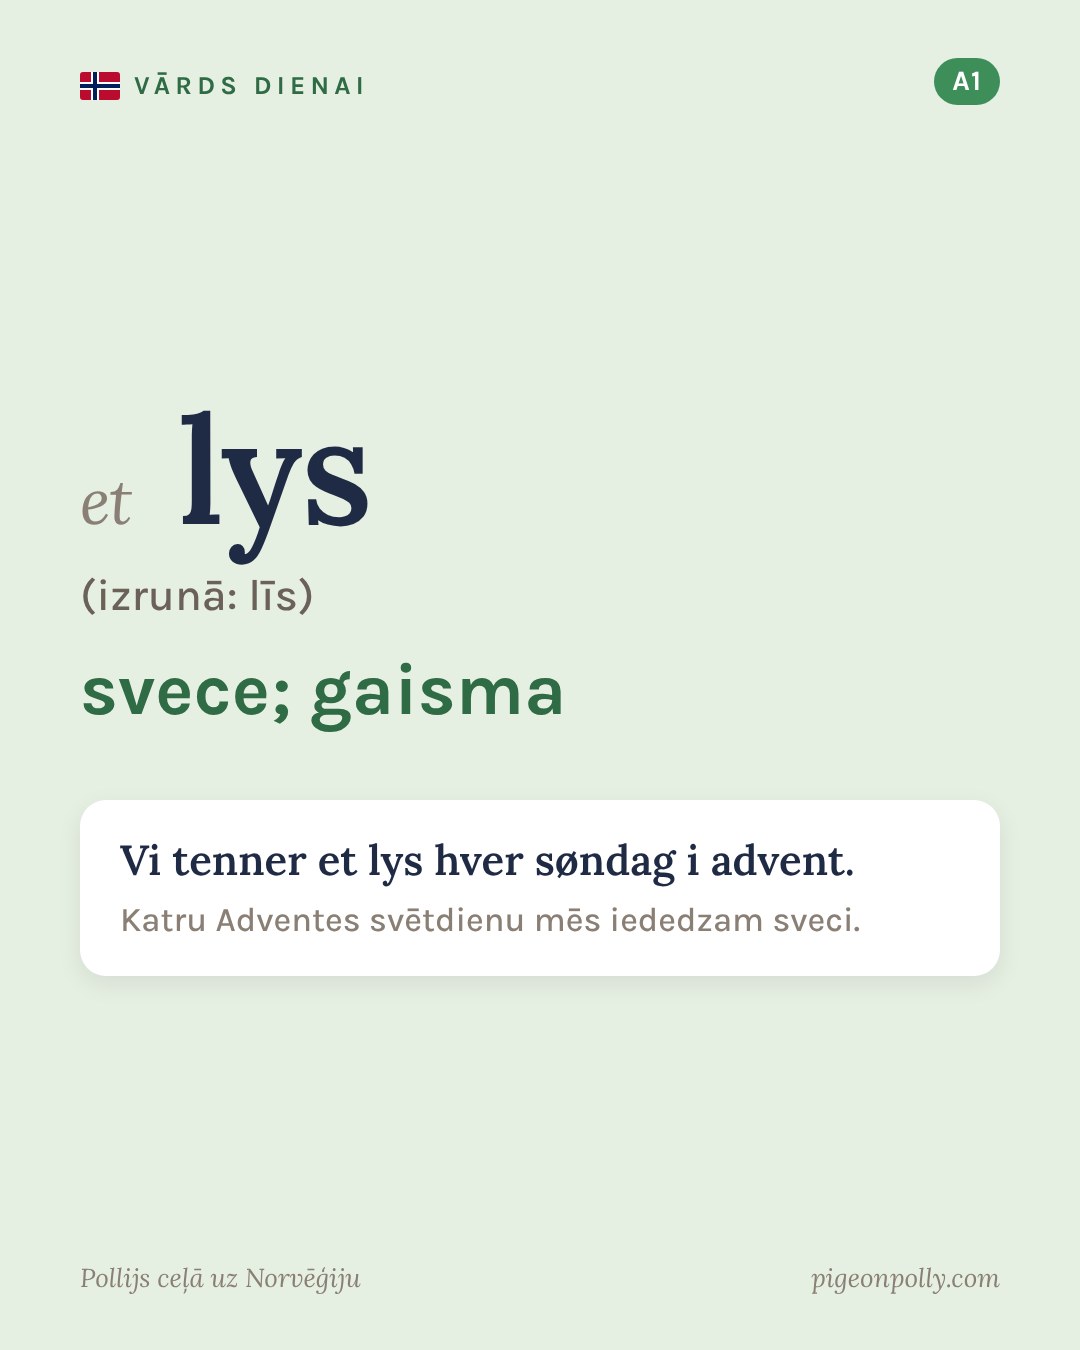 VĀRDS DIENAI
A1
et lys
(izrunā: līs)
svece; gaisma
Vi tenner et lys hver søndag i advent.
Katru Adventes svētdienu mēs iededzam sveci.
Pollijs ceļā uz Norvēģiju
pigeonpolly.com